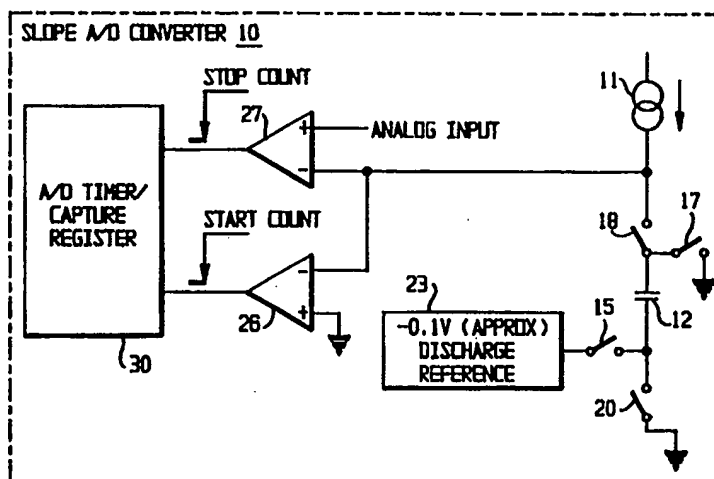 SLOPE A/D CONVERTER 10
STOP COUNT
27
ANALOG INPUT
11
A/D TIMER/
CAPTURE
REGISTER
START COUNT
18
17
23
12
26
-0.1V (APPROX)
DISCHARGE
REFERENCE
15
30
20